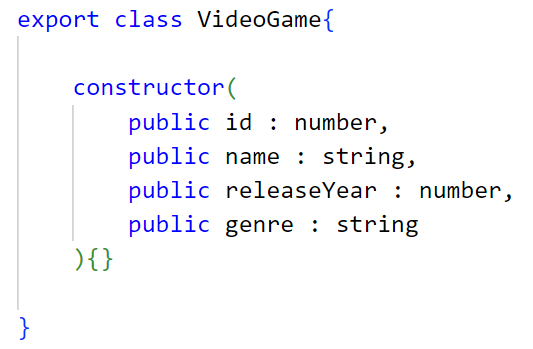 export class VideoGame{
constructor(
public id : number,
public name : string,
public releaseYear : number,
public genre : string
){}
}